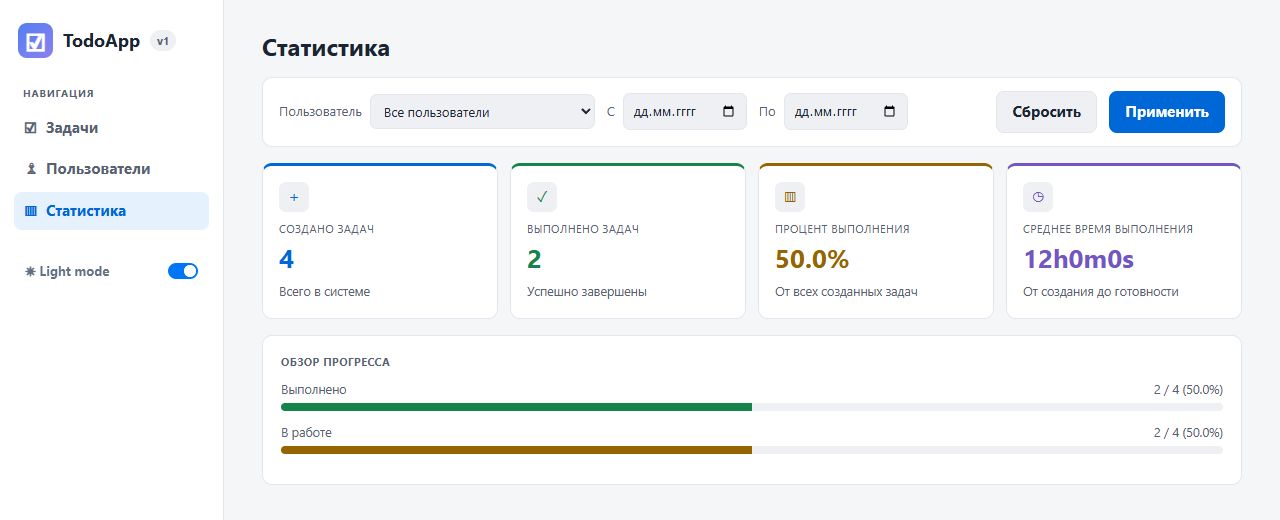 TodoApp v1
НАВИГАЦИЯ
Задачи
Пользователи
Статистика
Light mode
Статистика
Пользователь Все пользователи С дд.мм.гггг По дд.мм.гггг Сбросить Применить
СОЗДАНО ЗАДАЧ
4
Всего в системе
ВЫПОЛНЕНО ЗАДАЧ
2
Успешно завершены
ПРОЦЕНТ ВЫПОЛНЕНИЯ
50.0%
От всех созданных задач
СРЕДНЕЕ ВРЕМЯ ВЫПОЛНЕНИЯ
12h0m0s
От создания до готовности
ОБЗОР ПРОГРЕССА
Выполнено 2 / 4 (50.0%)
В работе 2 / 4 (50.0%)